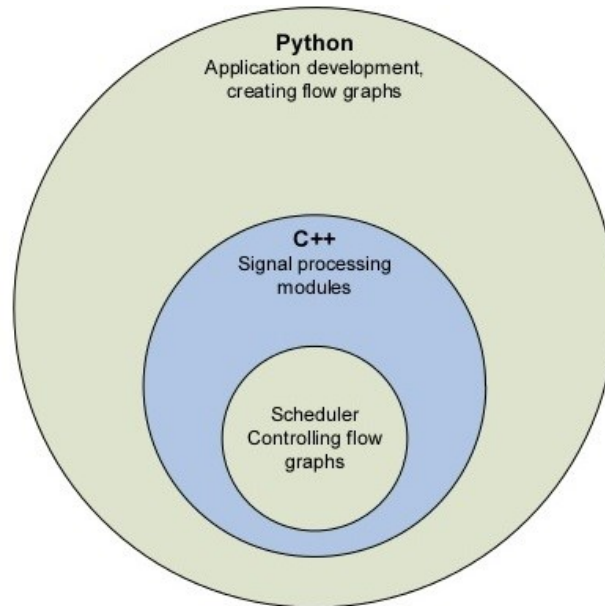 Python
Application development,
creating flow graphs
C++
Signal processing
modules
Scheduler
Controlling flow
graphs